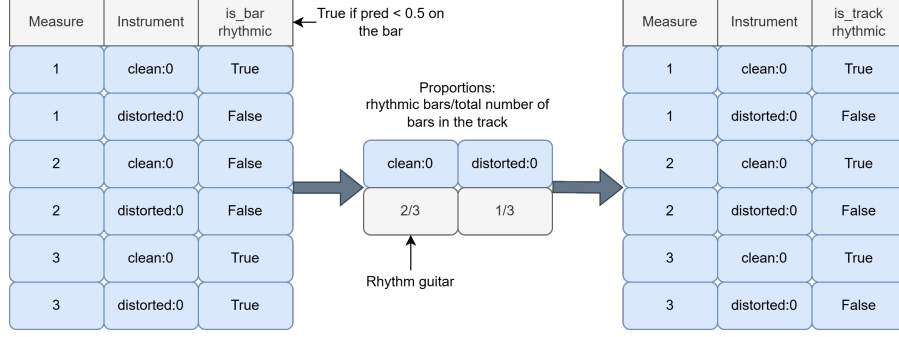 Measure Instrument is_bar
rhythmic
1 clean:0 True
1 distorted:0 False
2 clean:0 False
2 distorted:0 False
3 clean:0 True
3 distorted:0 True
True if pred < 0.5 on
the bar
Proportions:
rhythmic bars/total number of
bars in the track
clean:0 distorted:0
2/3 1/3
Rhythm guitar
Measure Instrument is_track
rhythmic
1 clean:0 True
1 distorted:0 False
2 clean:0 True
2 distorted:0 False
3 clean:0 True
3 distorted:0 False